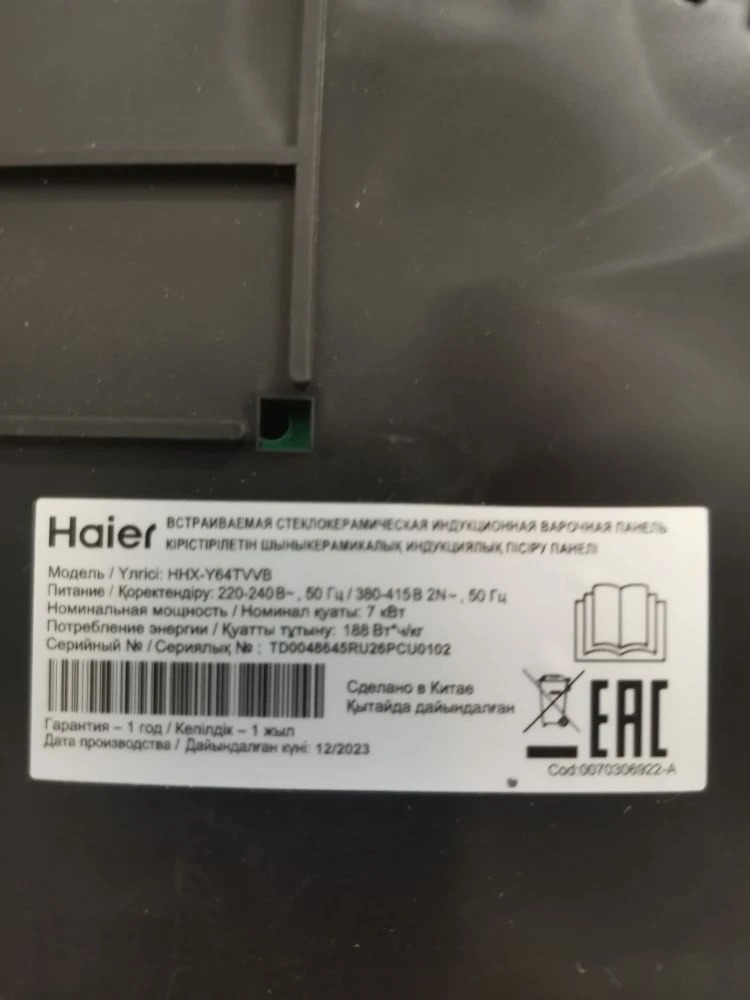 Haier
ВСТРАИВАЕМАЯ СТЕКЛОКЕРАМИЧЕСКАЯ ИНДУКЦИОННАЯ ВАРОЧНАЯ ПАНЕЛЬ
КІРІСТІРІЛЕТІН ШЫНЫКЕРАМИКАЛЫҚ ИНДУКЦИЯЛЫҚ ПІСІРУ ПАНЕЛІ
Модель / Үлгісі: HHX-Y64TVVB
Питание / Қоректендіру: 220-240В~, 50 Гц / 380-415В 2N~, 50 Гц
Номинальная мощность / Номинал қуаты: 7 кВт
Потребление энергии / Қуатты тұтыну: 188 Вт*ч/кг
Серийный № / Сериялық № : TD0048645RU26PCU0102
Сделано в Китае
Қытайда дайындалған
Гарантия – 1 год / Кепілдік – 1 жыл
Дата производства / Дайындалған күні: 12/2023
EAC
Cod:0070306922-A